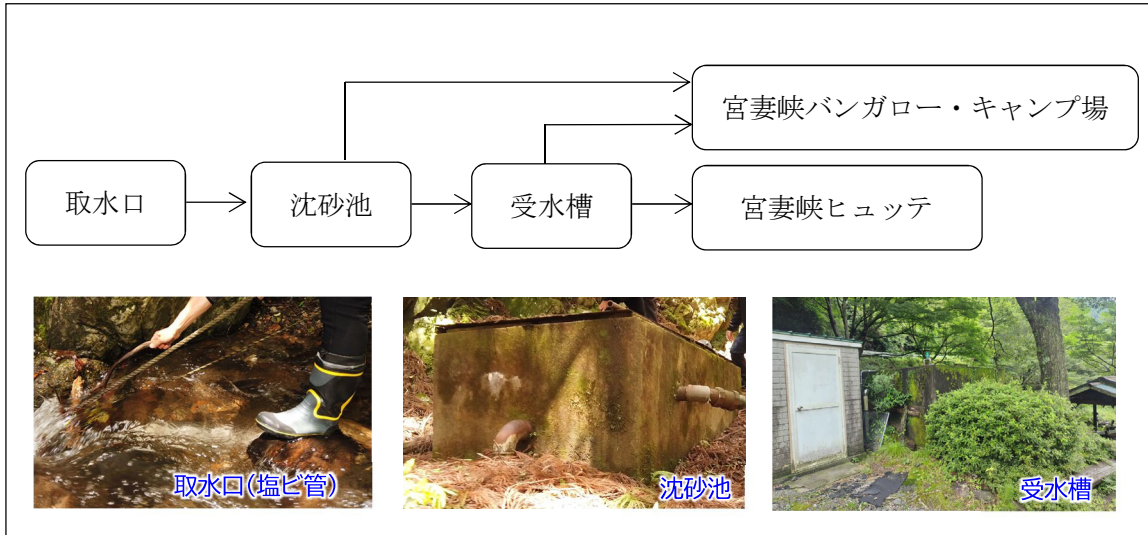 宮妻峡バンガロー・キャンプ場
取水口
沈砂池
受水槽
宮妻峡ヒュッテ
取水口（塩ビ管）
沈砂池
受水槽